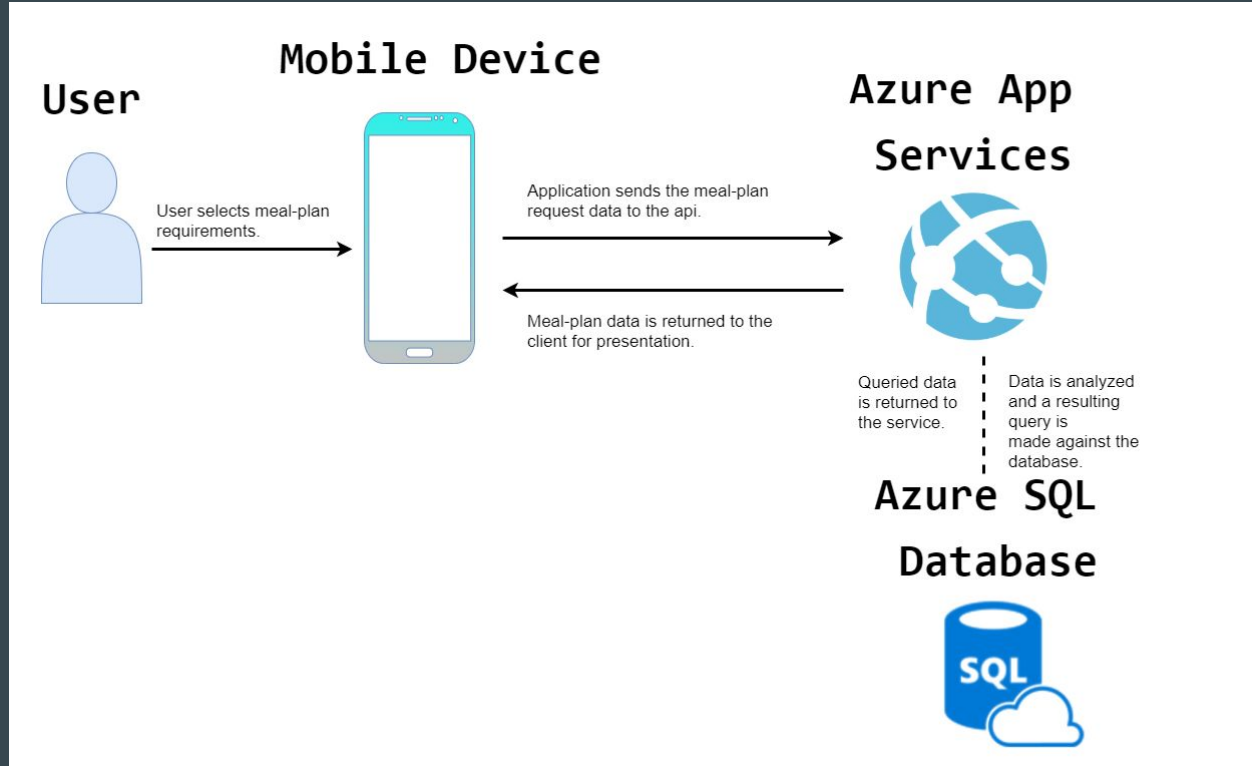 User
Mobile Device
Azure App
Services
User selects meal-plan
requirements.
Application sends the meal-plan
request data to the api.
Meal-plan data is returned to the
client for presentation.
Queried data
is returned to
the service.
Data is analyzed
and a resulting
query is
made against the
database.
Azure SQL
Database
SQL